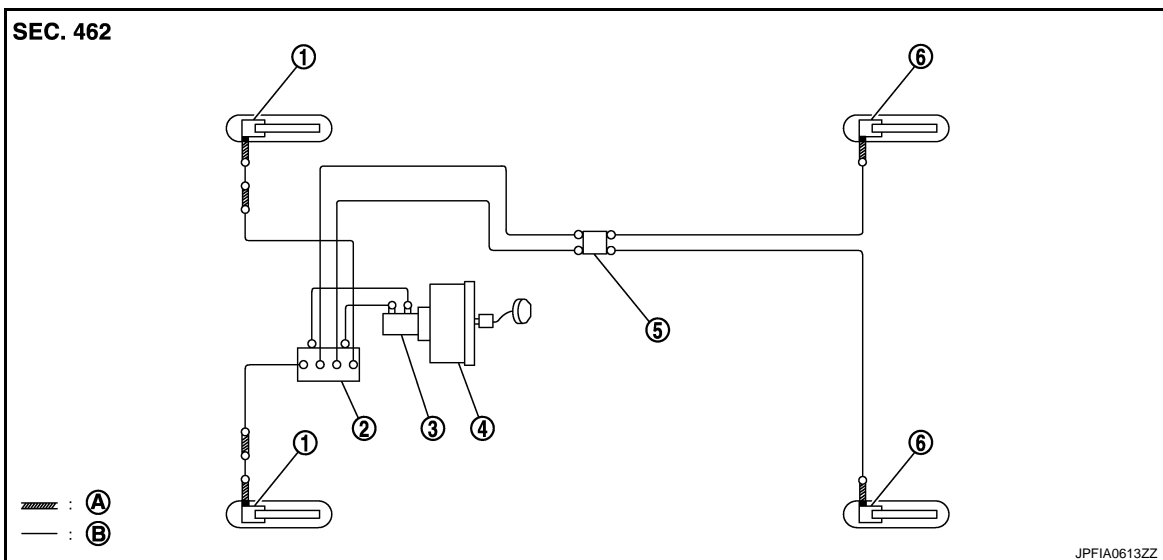 SEC. 462
① ⑥
⑤
② ③ ④
① ⑥
: Ⓐ
: Ⓑ
JPFIA0613ZZ